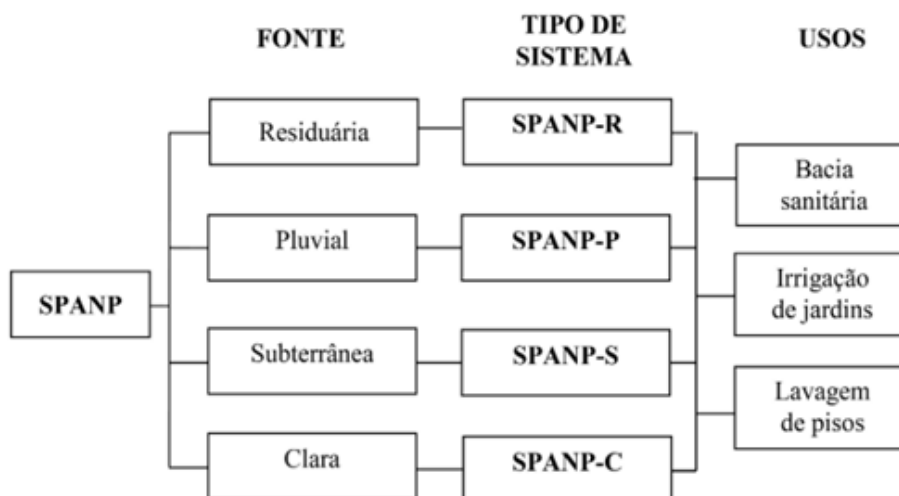 FONTE
TIPO DE
SISTEMA
USOS
SPANP
Residuária
SPANP-R
Pluvial
SPANP-P
Subterrânea
SPANP-S
Clara
SPANP-C
Bacia
sanitária
Irrigação
de jardins
Lavagem
de pisos